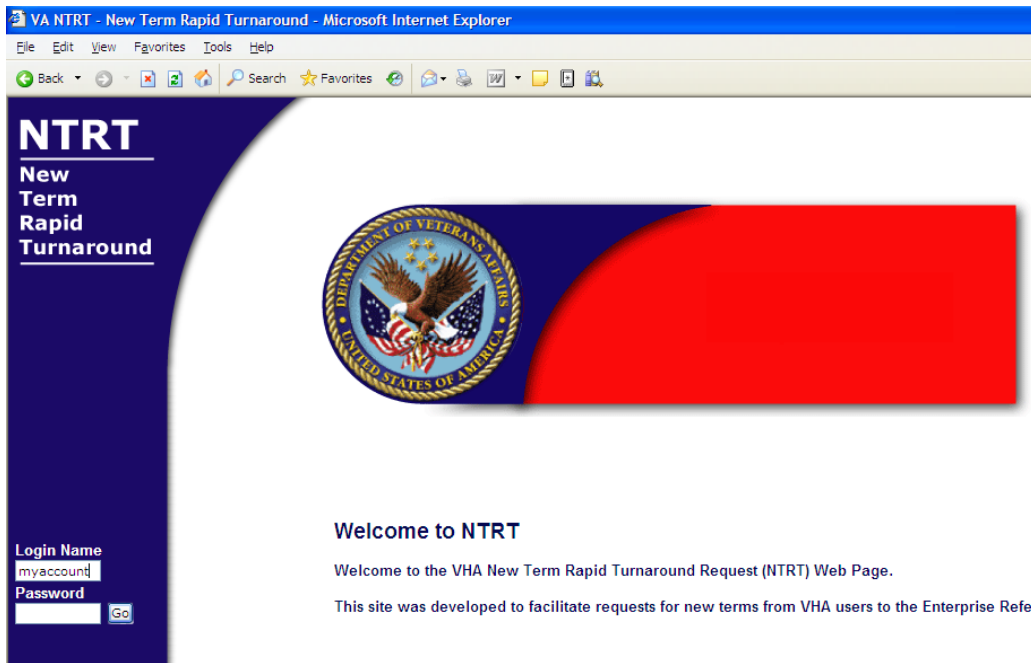 VA NTRT - New Term Rapid Turnaround - Microsoft Internet Explorer
File Edit View Favorites Tools Help
Back Search Favorites
NTRT
New
Term
Rapid
Turnaround
DEPARTMENT OF VETERANS AFFAIRS
UNITED STATES OF AMERICA
Welcome to NTRT
Login Name
myaccount
Welcome to the VHA New Term Rapid Turnaround Request (NTRT) Web Page.
Password
Go
This site was developed to facilitate requests for new terms from VHA users to the Enterprise Refe